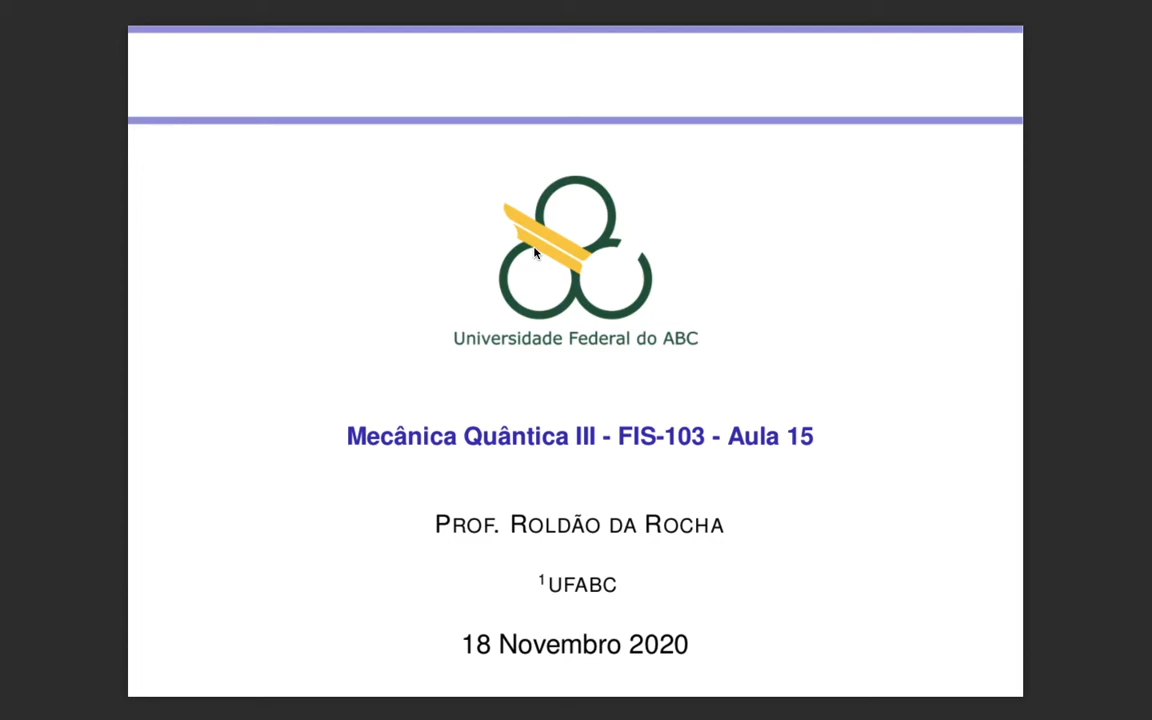 Universidade Federal do ABC
Mecânica Quântica III - FIS-103 - Aula 15
PROF. ROLDÃO DA ROCHA
¹UFABC
18 Novembro 2020